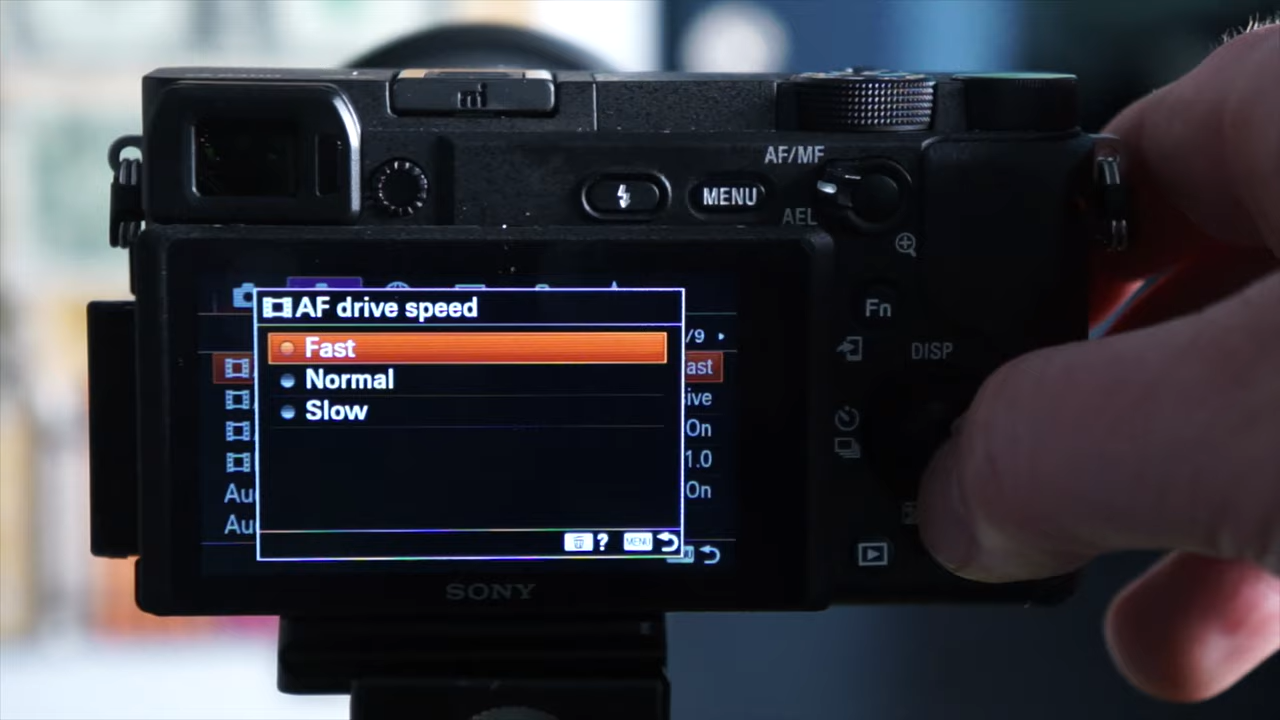 AF/MF
MENU
AEL
AF drive speed
Fast
Normal
Slow
/9
ast
ive
On
1.0
Au
On
Au
?
MENU
Fn
DISP
SONY